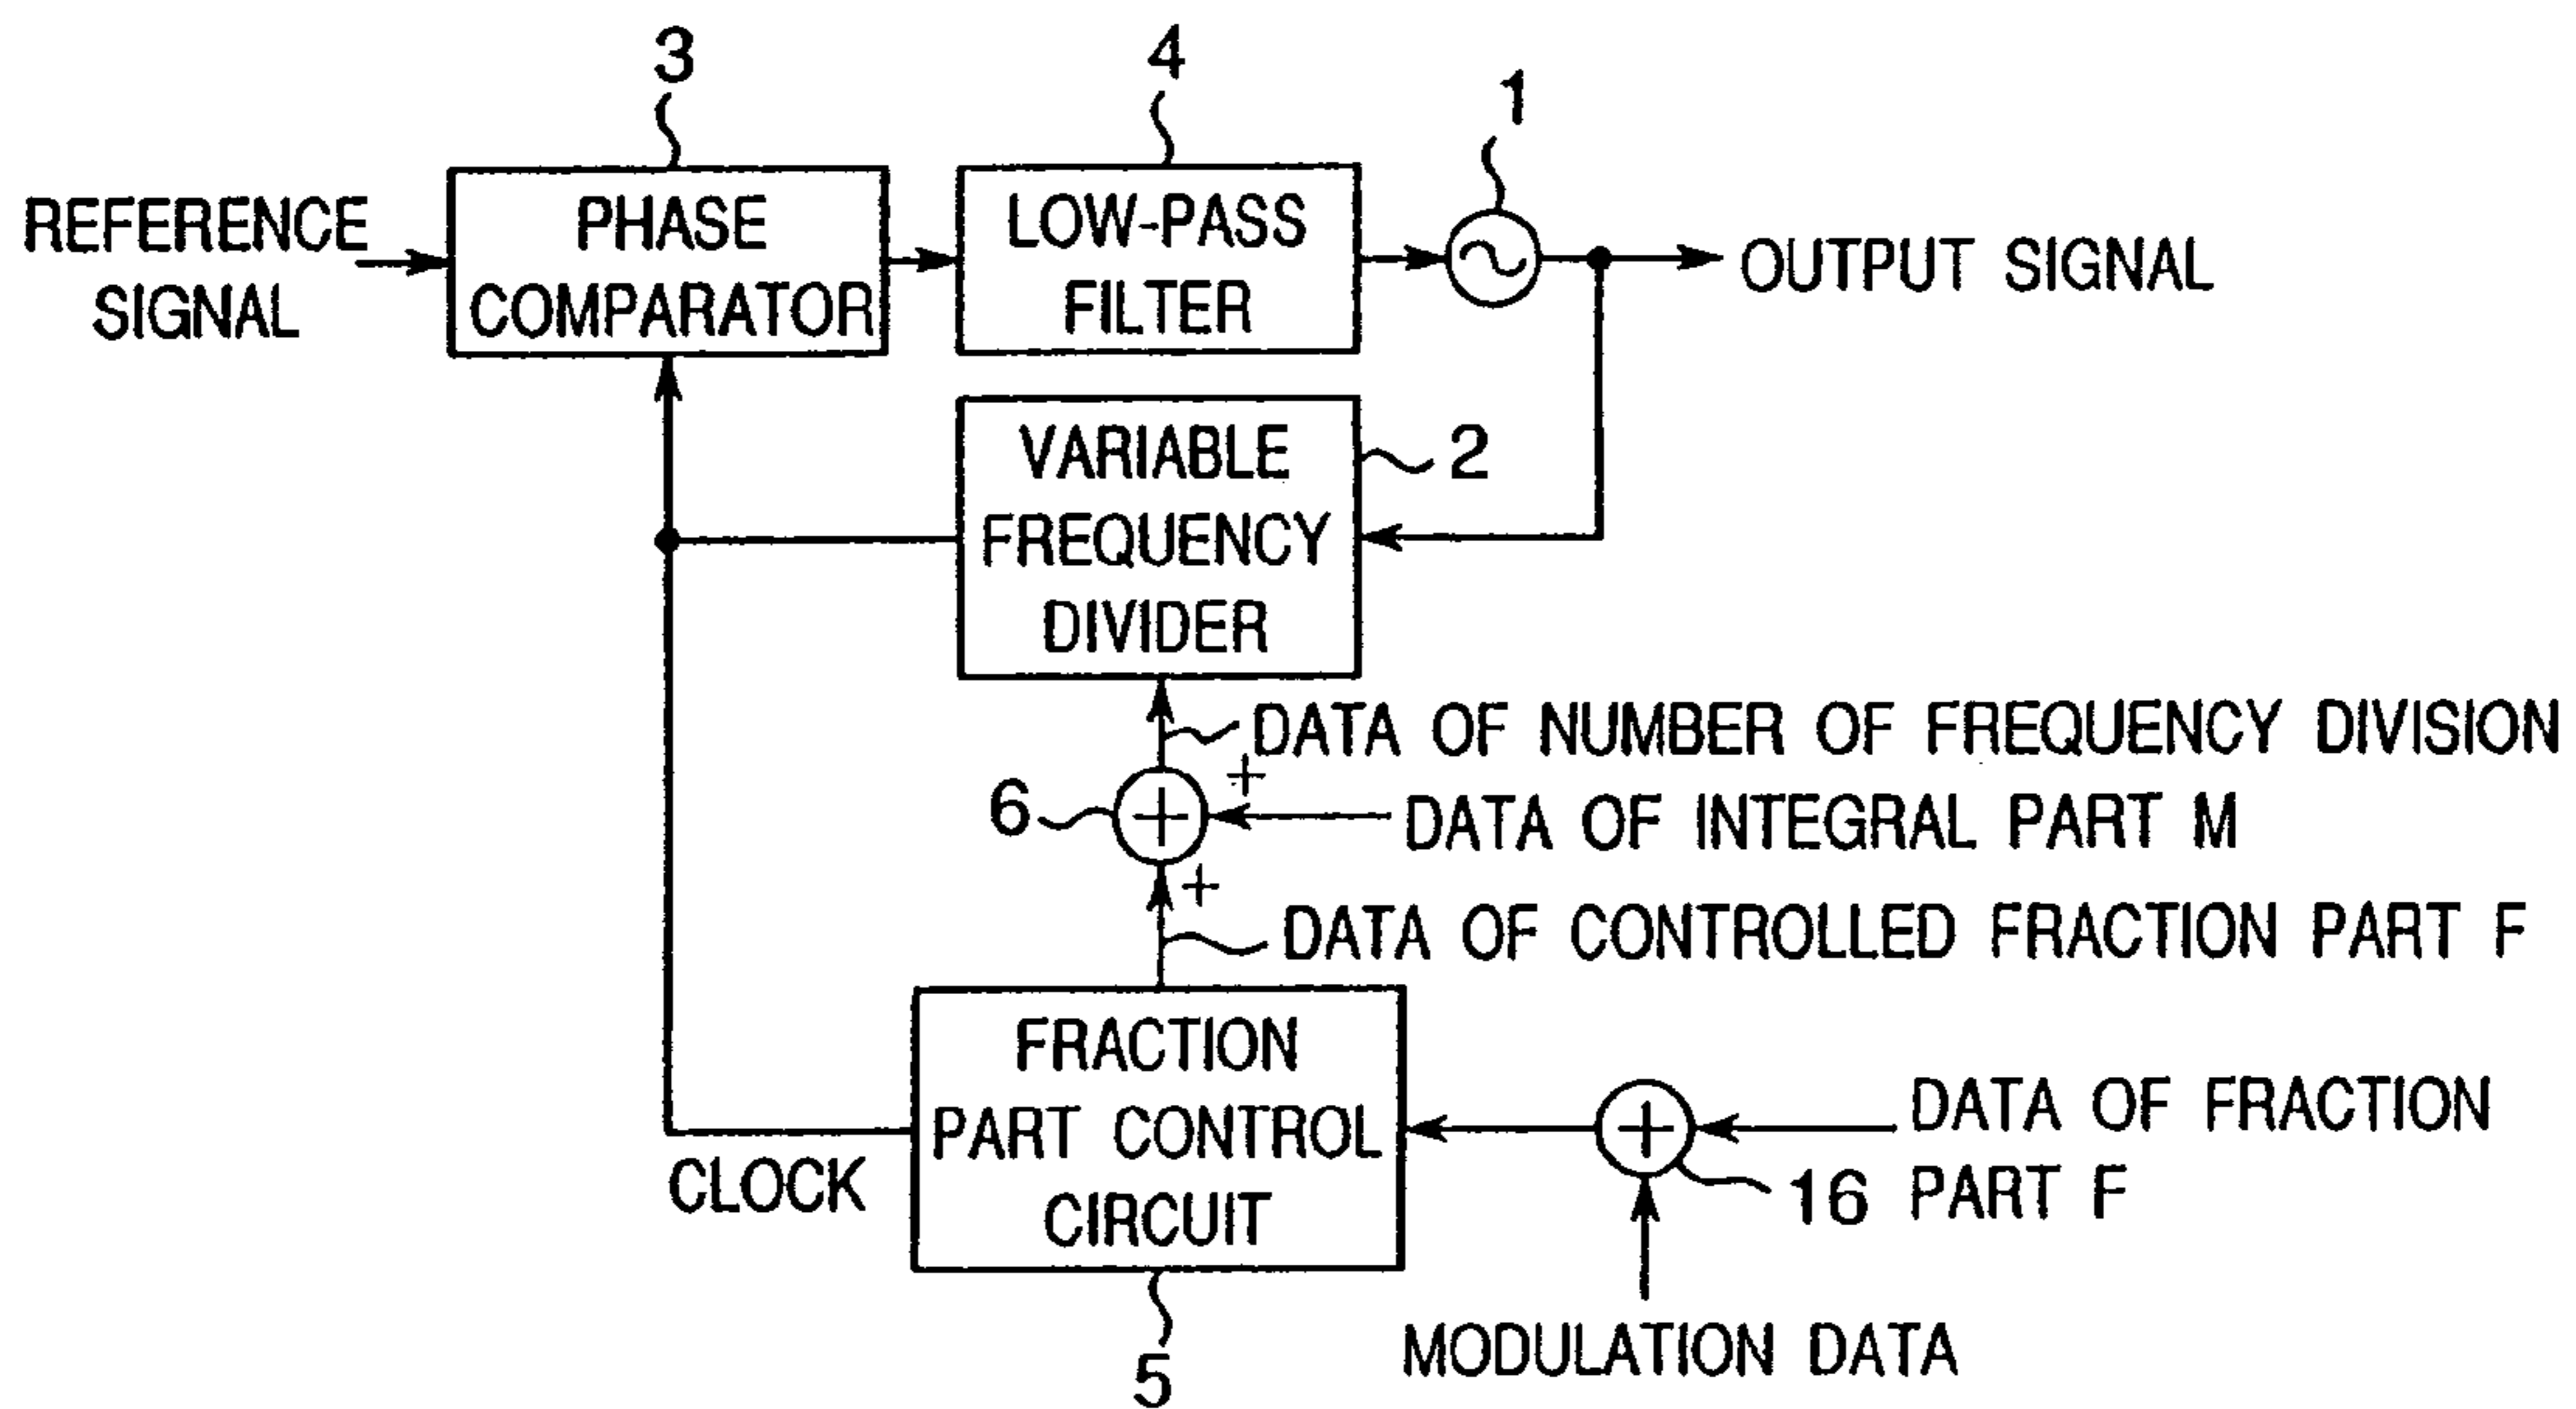 3
4
1
REFERENCE
SIGNAL
PHASE
COMPARATOR
LOW-PASS
FILTER
OUTPUT SIGNAL
VARIABLE
FREQUENCY
DIVIDER
2
DATA OF NUMBER OF FREQUENCY DIVISION
+
6
+
DATA OF INTEGRAL PART M
+
DATA OF CONTROLLED FRACTION PART F
FRACTION
PART CONTROL
CIRCUIT
CLOCK
+
DATA OF FRACTION
PART F
16
5
MODULATION DATA